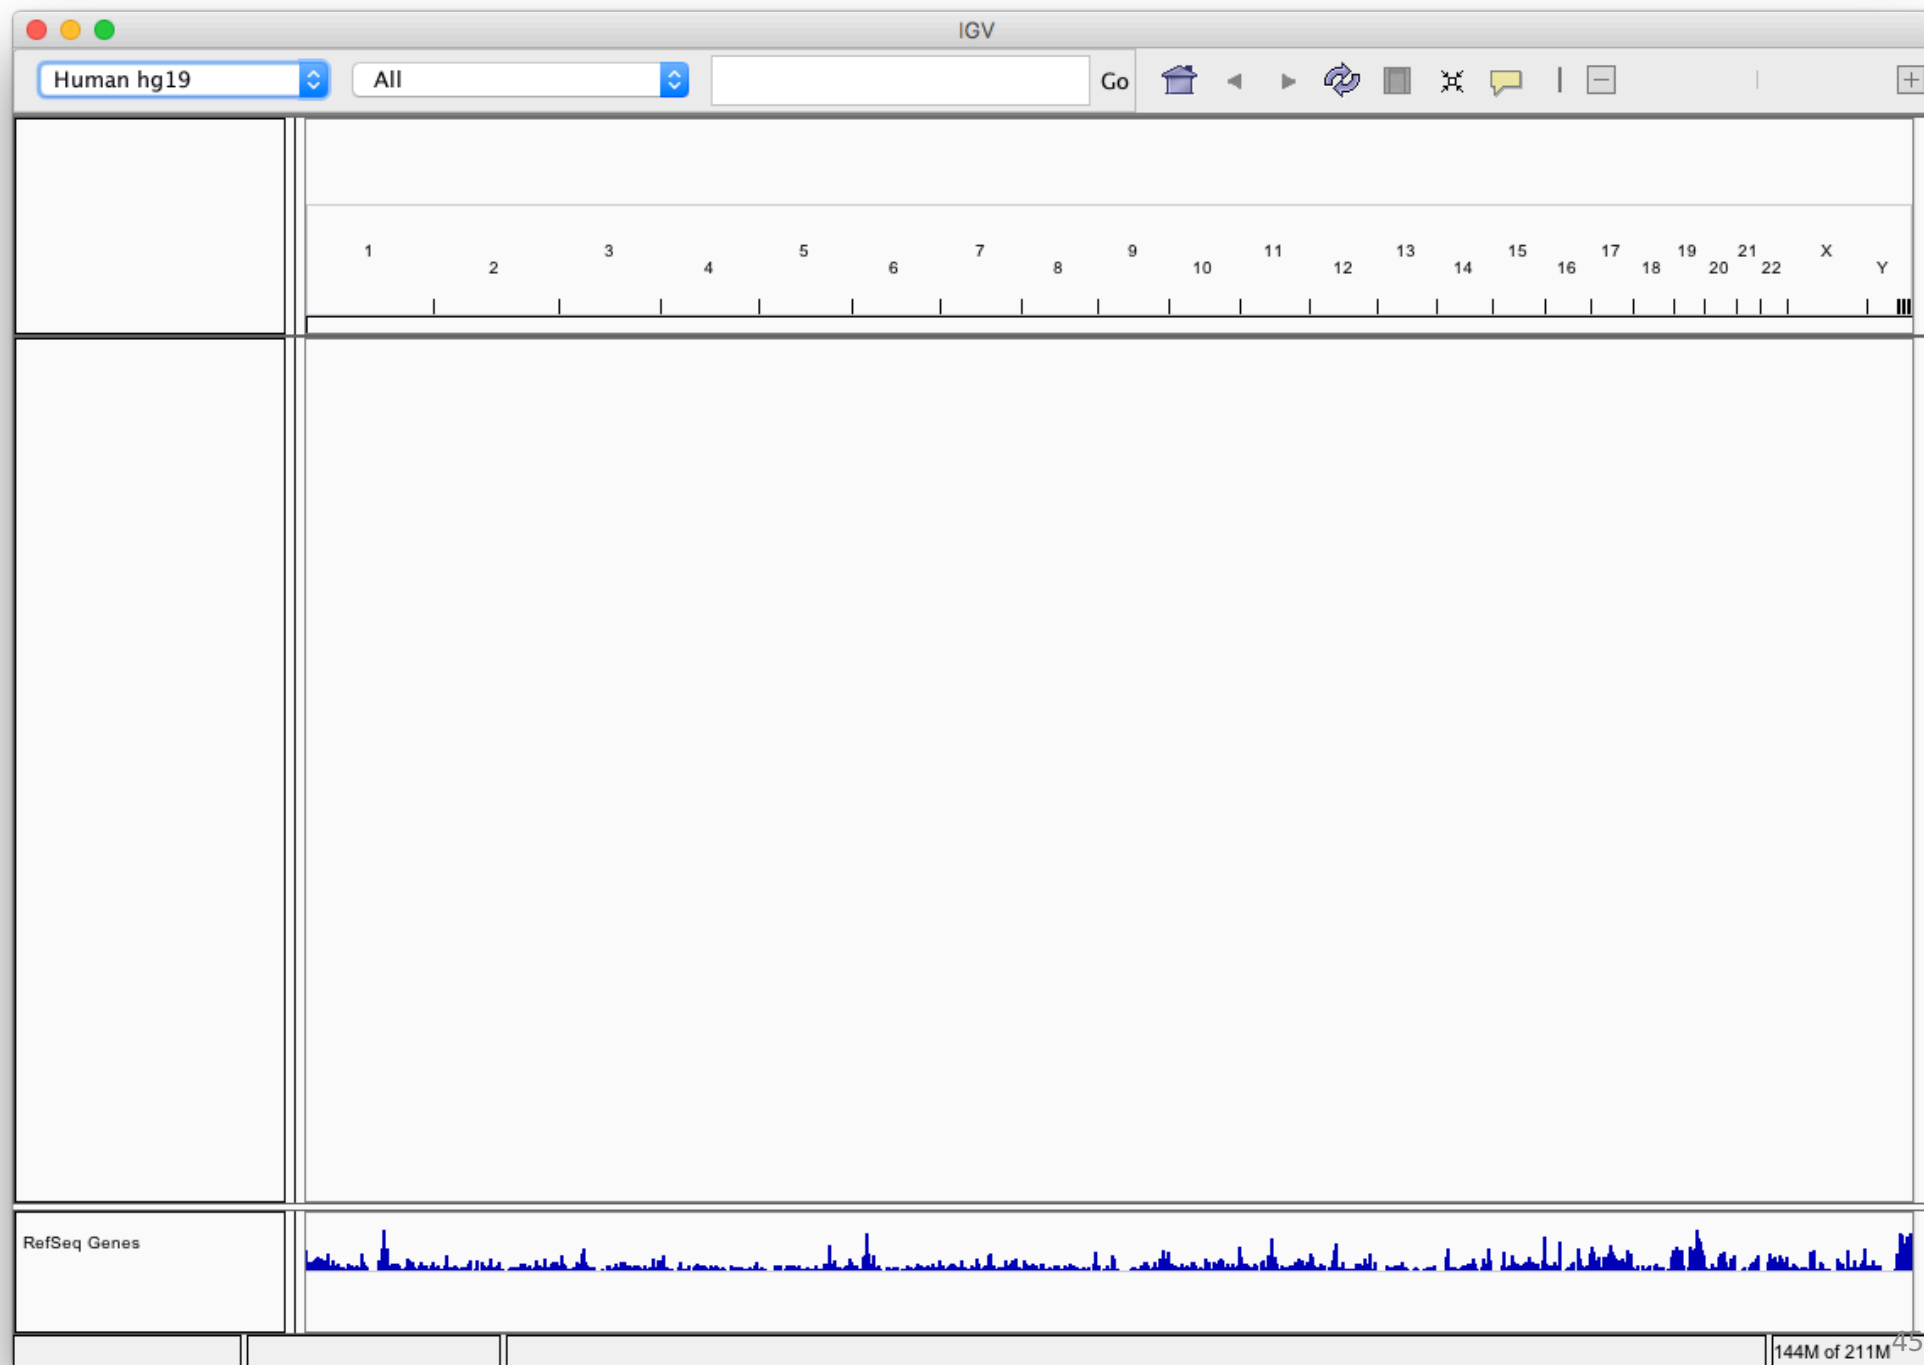 IGV
Human hg19 All Go
1 3 5 7 9 11 13 15 17 19 21 X
2 4 6 8 10 12 14 16 18 20 22 Y
RefSeq Genes
144M of 211M 45